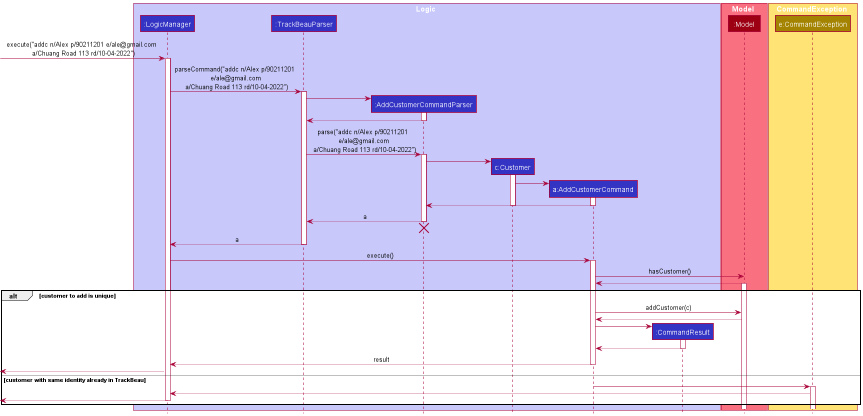 Logic
Model
CommandException
:LogicManager
:TrackBeauParser
:Model
e:CommandException
execute("addc n/Alex p/90211201 e/ale@gmail.com
a/Chuang Road 113 rd/10-04-2022")
parseCommand("addc n/Alex p/90211201
e/ale@gmail.com
a/Chuang Road 113 rd/10-04-2022")
:AddCustomerCommandParser
parse("addc n/Alex p/90211201
e/ale@gmail.com
a/Chuang Road 113 rd/10-04-2022")
c:Customer
a:AddCustomerCommand
a
a
execute()
hasCustomer()
alt
[customer to add is unique]
addCustomer(c)
:CommandResult
result
[customer with same identity already in TrackBeau]